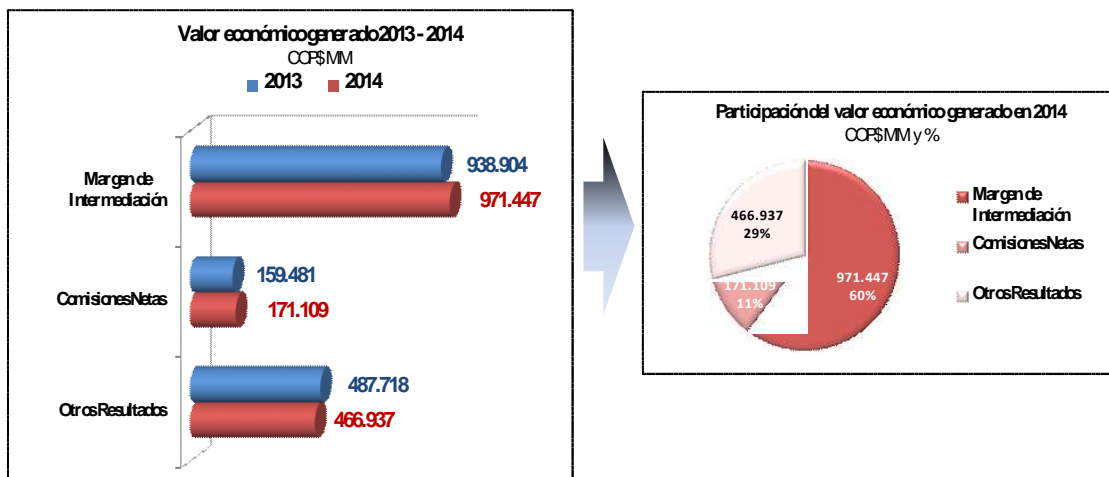 Valor económico generado 2013 - 2014
COP$ MM
2013 2014
Margen de
Intermediación
938.904
971.447
Comisiones Netas
159.481
171.109
Otros Resultados
487.718
466.937
Participación del valor económico generado en 2014
COP$ MM y %
466.937
29%
171.109
11%
971.447
60%
Margen de
Intermediación
Comisiones Netas
Otros Resultados